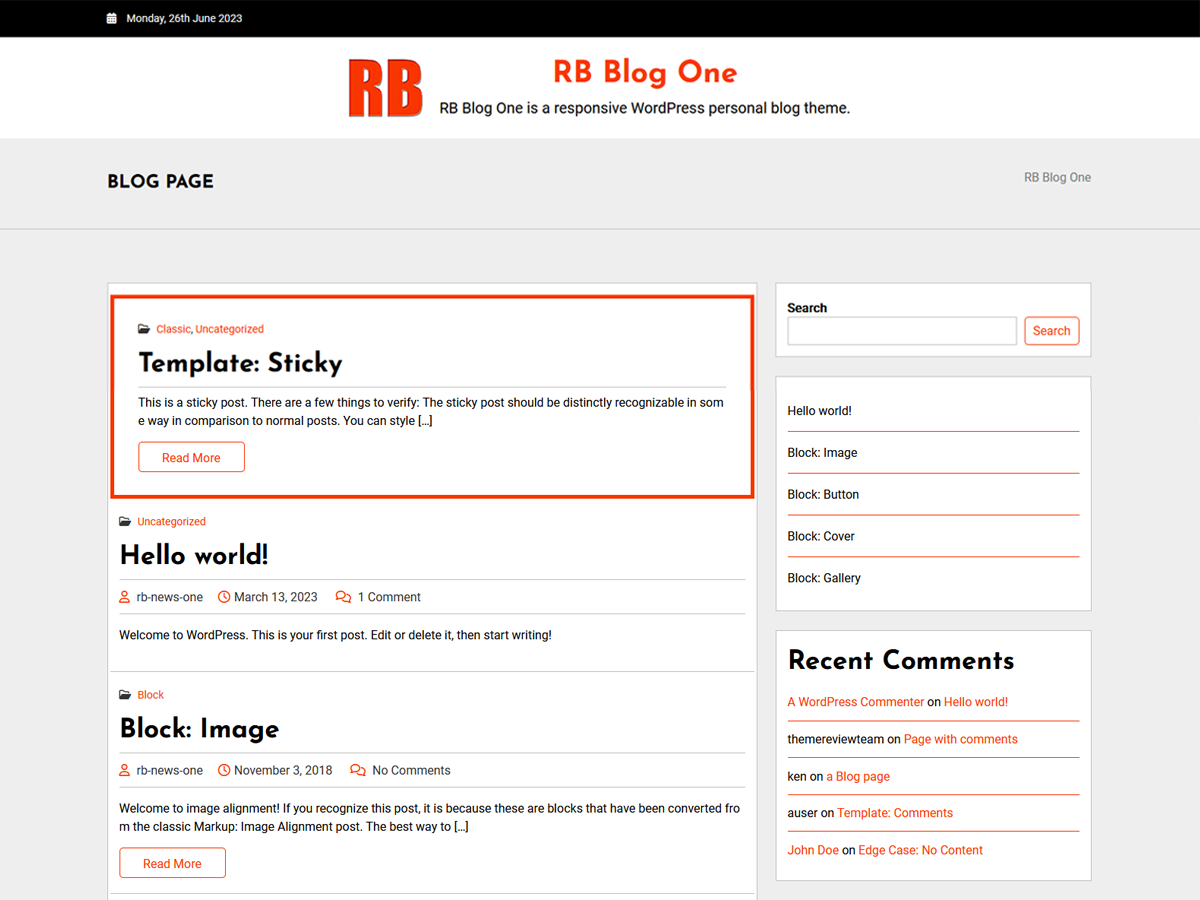 Monday, 26th June 2023
RB
RB Blog One
RB Blog One is a responsive WordPress personal blog theme.
BLOG PAGE
RB Blog One
Classic, Uncategorized
Template: Sticky
This is a sticky post. There are a few things to verify: The sticky post should be distinctly recognizable in som
e way in comparison to normal posts. You can style [...]
Read More
Uncategorized
Hello world!
rb-news-one March 13, 2023 1 Comment
Welcome to WordPress. This is your first post. Edit or delete it, then start writing!
Block
Block: Image
rb-news-one November 3, 2018 No Comments
Welcome to image alignment! If you recognize this post, it is because these are blocks that have been converted fro
m the classic Markup: Image Alignment post. The best way to [...]
Read More
Search
Search
Hello world!
Block: Image
Block: Button
Block: Cover
Block: Gallery
Recent Comments
A WordPress Commenter on Hello world!
themereviewteam on Page with comments
ken on a Blog page
auser on Template: Comments
John Doe on Edge Case: No Content